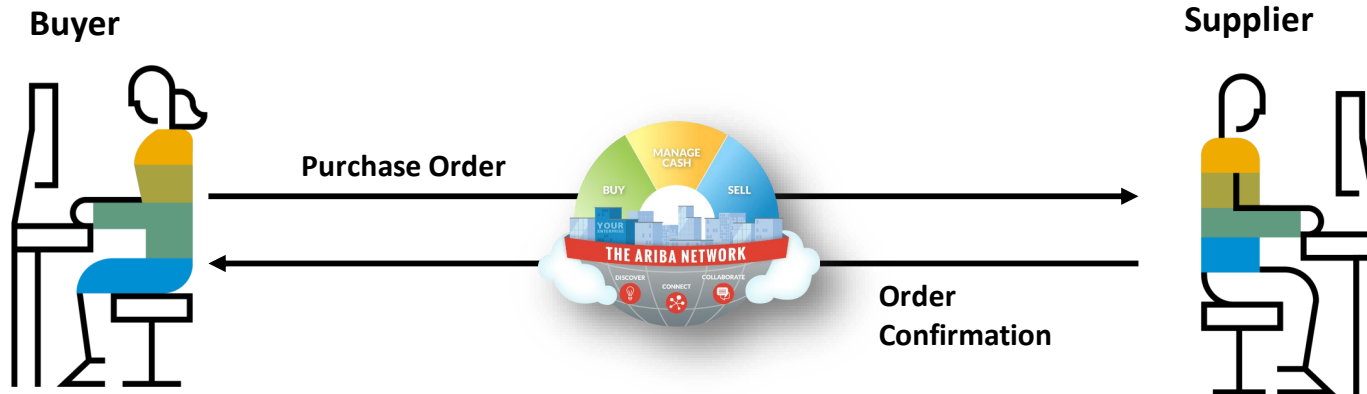 Buyer
Supplier
Purchase Order
MANAGE
CASH
BUY
SELL
YOUR
ENTERPRISE
THE ARIBA NETWORK
DISCOVER
CONNECT
COLLABORATE
Order
Confirmation